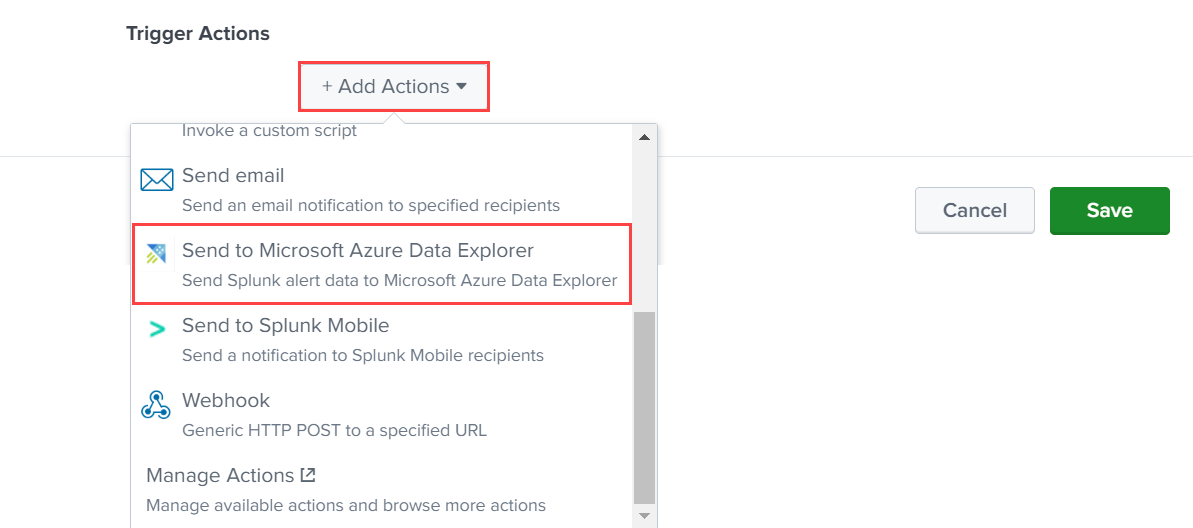 Trigger Actions
+ Add Actions
Invoke a custom script
Send email
Send an email notification to specified recipients
Send to Microsoft Azure Data Explorer
Send Splunk alert data to Microsoft Azure Data Explorer
Send to Splunk Mobile
Send a notification to Splunk Mobile recipients
Webhook
Generic HTTP POST to a specified URL
Manage Actions
Manage available actions and browse more actions
Cancel
Save